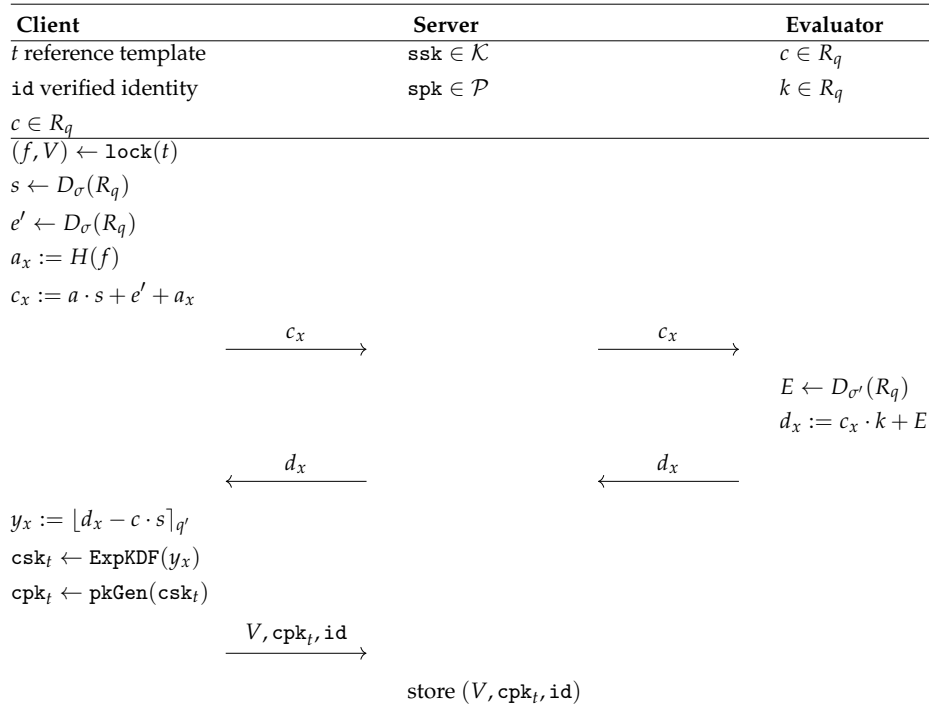 Client Server Evaluator
t reference template ssk ∈ 𝒦 c ∈ R_q
id verified identity spk ∈ 𝒫 k ∈ R_q
c ∈ R_q
(f, V) ← lock(t)
s ← D_σ(R_q)
e′ ← D_σ(R_q)
a_x := H(f)
c_x := a · s + e′ + a_x
c_x c_x
E ← D_σ′(R_q)
d_x := c_x · k + E
d_x d_x
y_x := ⌊d_x − c · s⌉_q′
csk_t ← ExpKDF(y_x)
cpk_t ← pkGen(csk_t)
V, cpk_t, id
store (V, cpk_t, id)